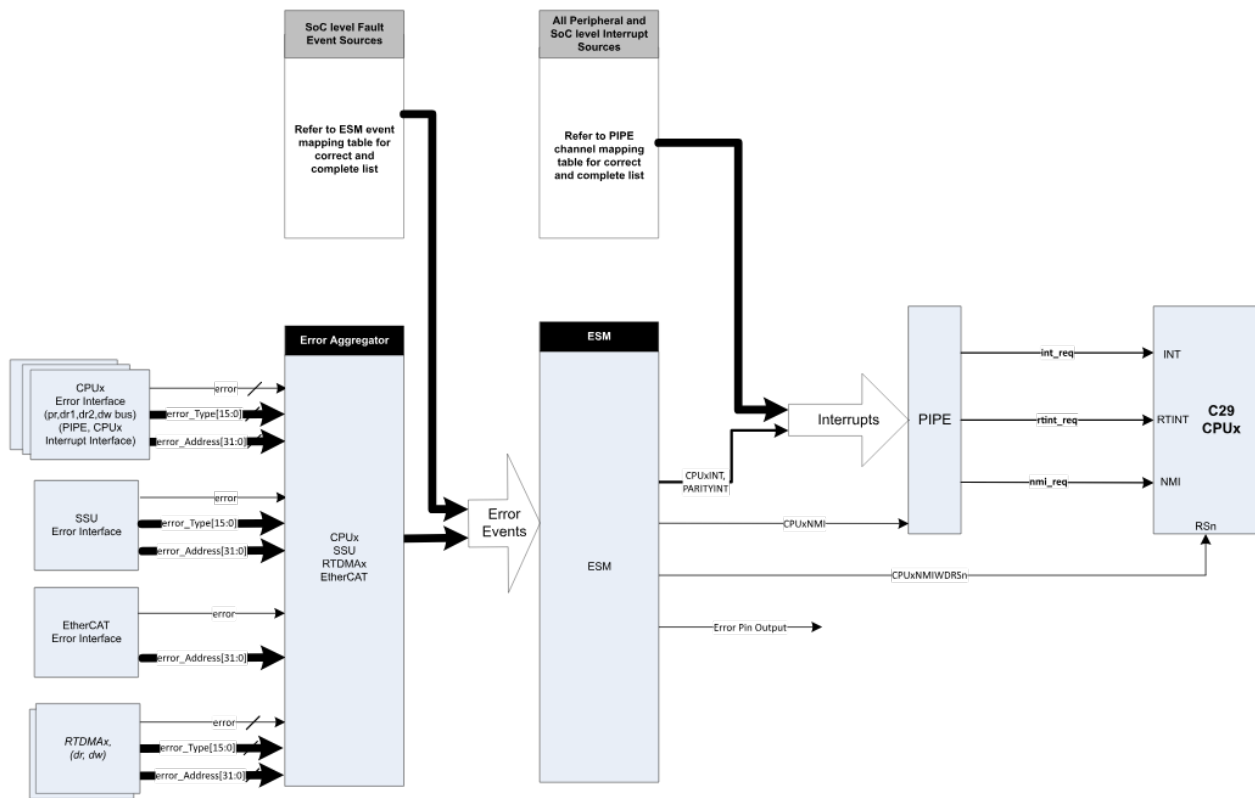 SoC level Fault
Event Sources
Refer to ESM event
mapping table for
correct and
complete list
All Peripheral and
SoC level Interrupt
Sources
Refer to PIPE
channel mapping
table for correct
and complete list
CPUx
Error Interface
(pr,dr1,dr2,dw bus)
(PIPE, CPUx
Interrupt Interface)
error
error_Type[15:0]
error_Address[31:0]
SSU
Error Interface
error
error_Type[15:0]
error_Address[31:0]
EtherCAT
Error Interface
error
error_Address[31:0]
RTDMAx,
(dr, dw)
error
error_Type[15:0]
error_Address[31:0]
Error Aggregator
CPUx
SSU
RTDMAx
EtherCAT
Error
Events
ESM
ESM
CPUxINT,
PARITYINT
CPUxNMI
CPUxNMIWDRSn
Error Pin Output
Interrupts
PIPE
int_req
rtint_req
nmi_req
INT
RTINT
NMI
C29
CPUx
RSn